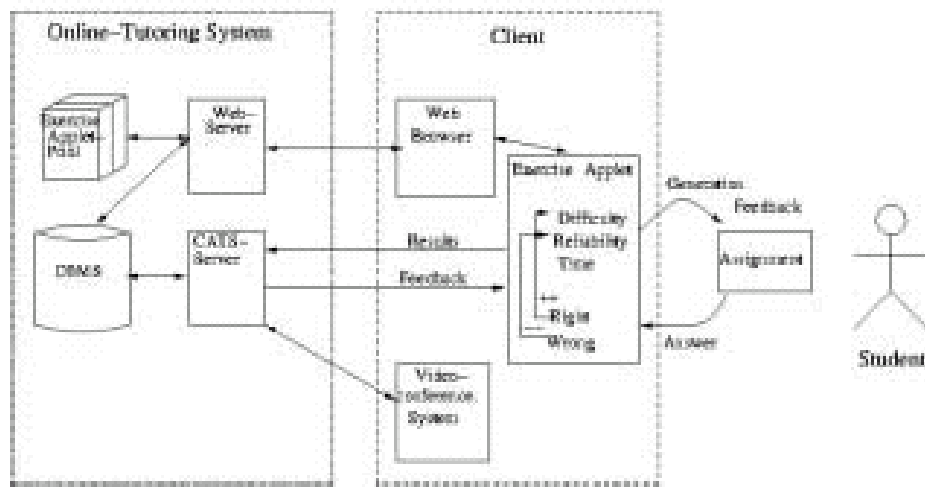 Online–Tutoring System
Client
Exercise
Applet–
Pool
Web–
Server
Web
Browser
Exercise Applet
Generation
Feedback
Difficulty
Reliability
Time
DBMS
CATS–
Server
Results
Feedback
Assignment
++
Right
Wrong
Answer
Student
Video–
conference
System